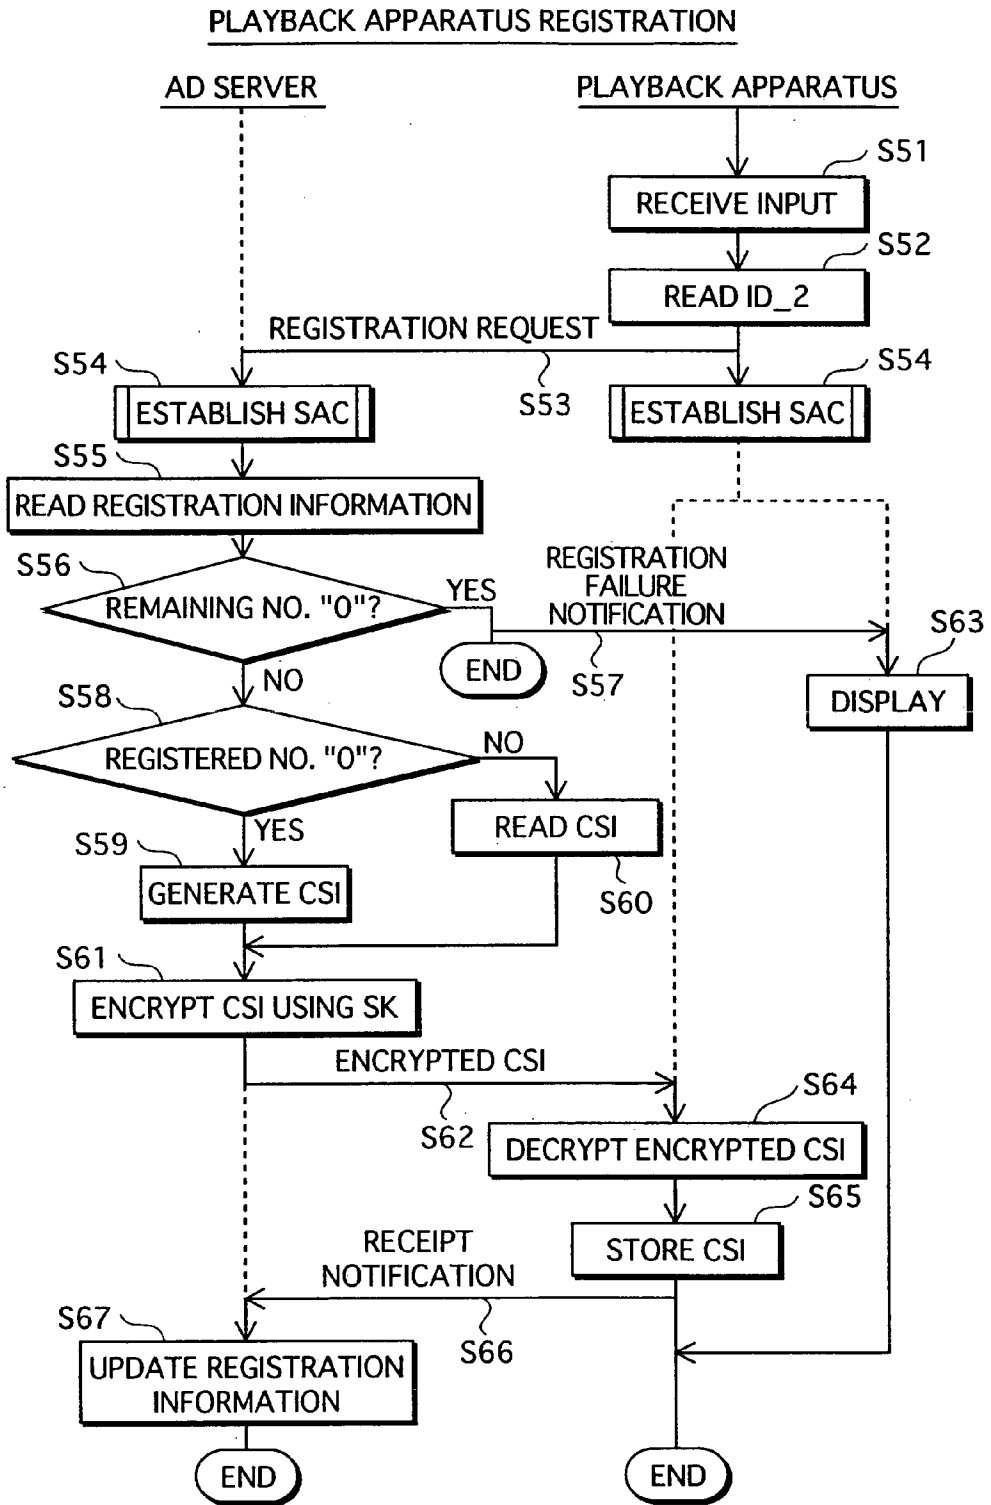 PLAYBACK APPARATUS REGISTRATION
AD SERVER
PLAYBACK APPARATUS
S51
RECEIVE INPUT
S52
READ ID_2
REGISTRATION REQUEST
S53
S54
ESTABLISH SAC
S54
ESTABLISH SAC
S55
READ REGISTRATION INFORMATION
S56
REMAINING NO. "0"?
YES
NO
REGISTRATION
FAILURE
NOTIFICATION
S57
END
S63
DISPLAY
S58
REGISTERED NO. "0"?
NO
YES
READ CSI
S60
S59
GENERATE CSI
S61
ENCRYPT CSI USING SK
ENCRYPTED CSI
S62
S64
DECRYPT ENCRYPTED CSI
S65
STORE CSI
RECEIPT
NOTIFICATION
S66
S67
UPDATE REGISTRATION
INFORMATION
END
END